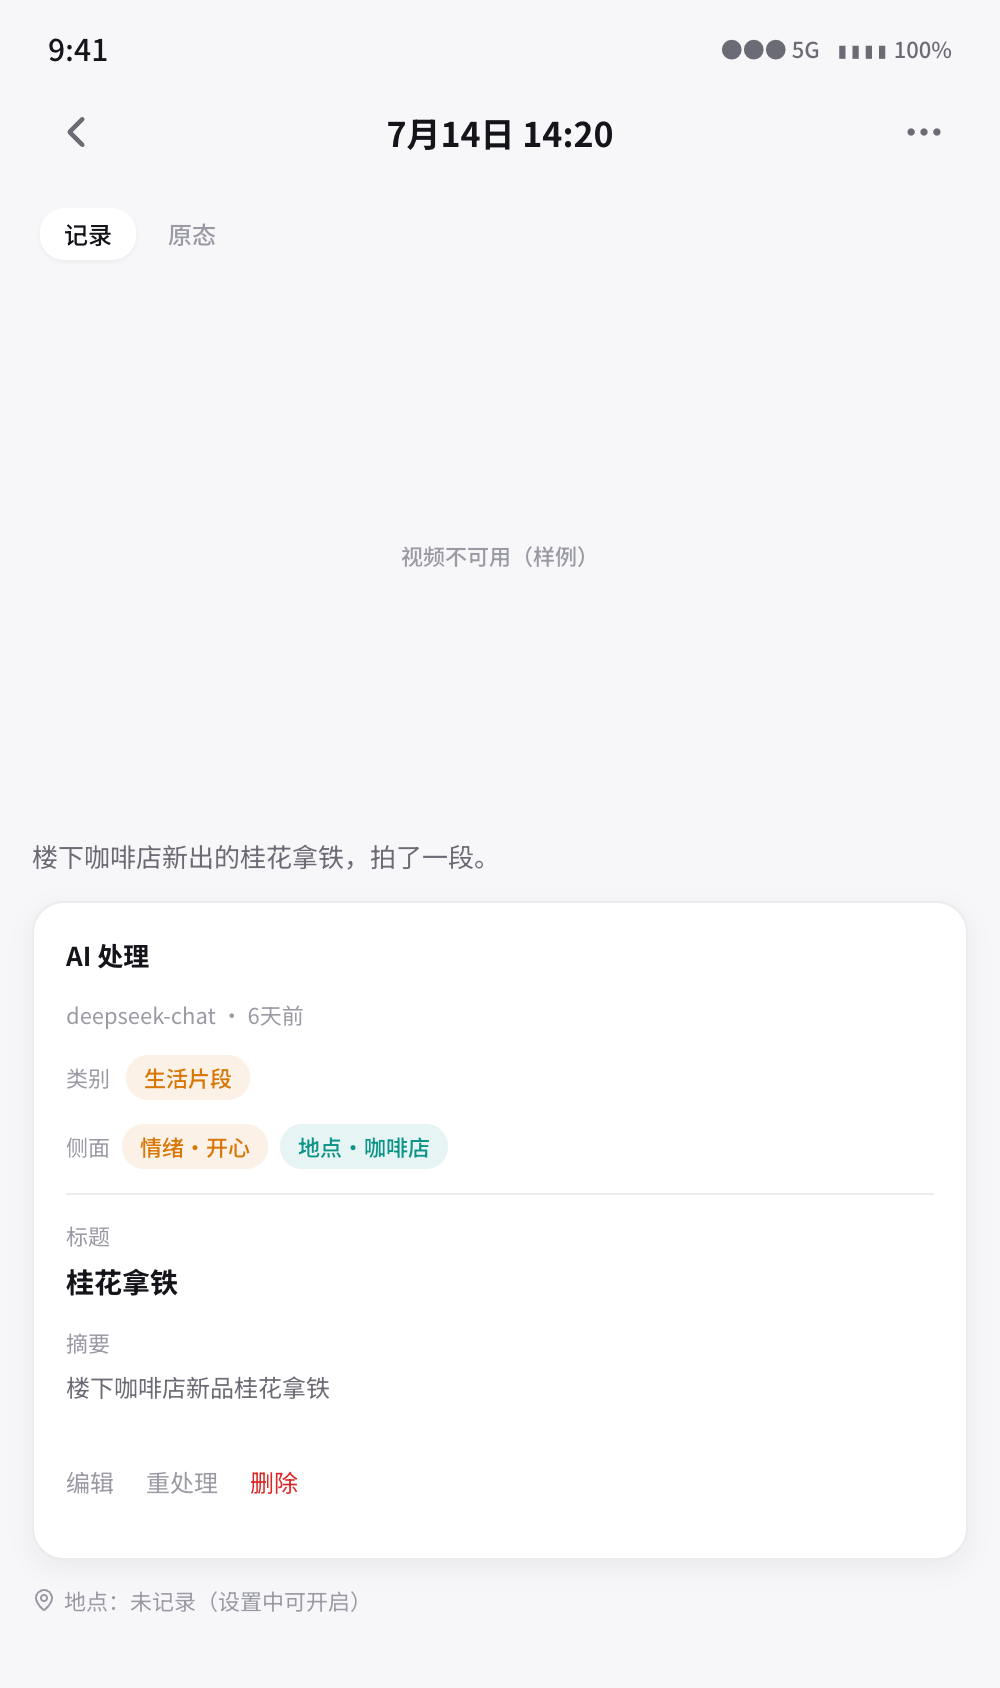 9:41
5G 100%
7月14日 14:20
记录 原态
视频不可用（样例）
楼下咖啡店新出的桂花拿铁，拍了一段。
AI 处理
deepseek-chat · 6天前
类别 生活片段
侧面 情绪·开心 地点·咖啡店
标题
桂花拿铁
摘要
楼下咖啡店新品桂花拿铁
编辑 重处理 删除
地点：未记录（设置中可开启）